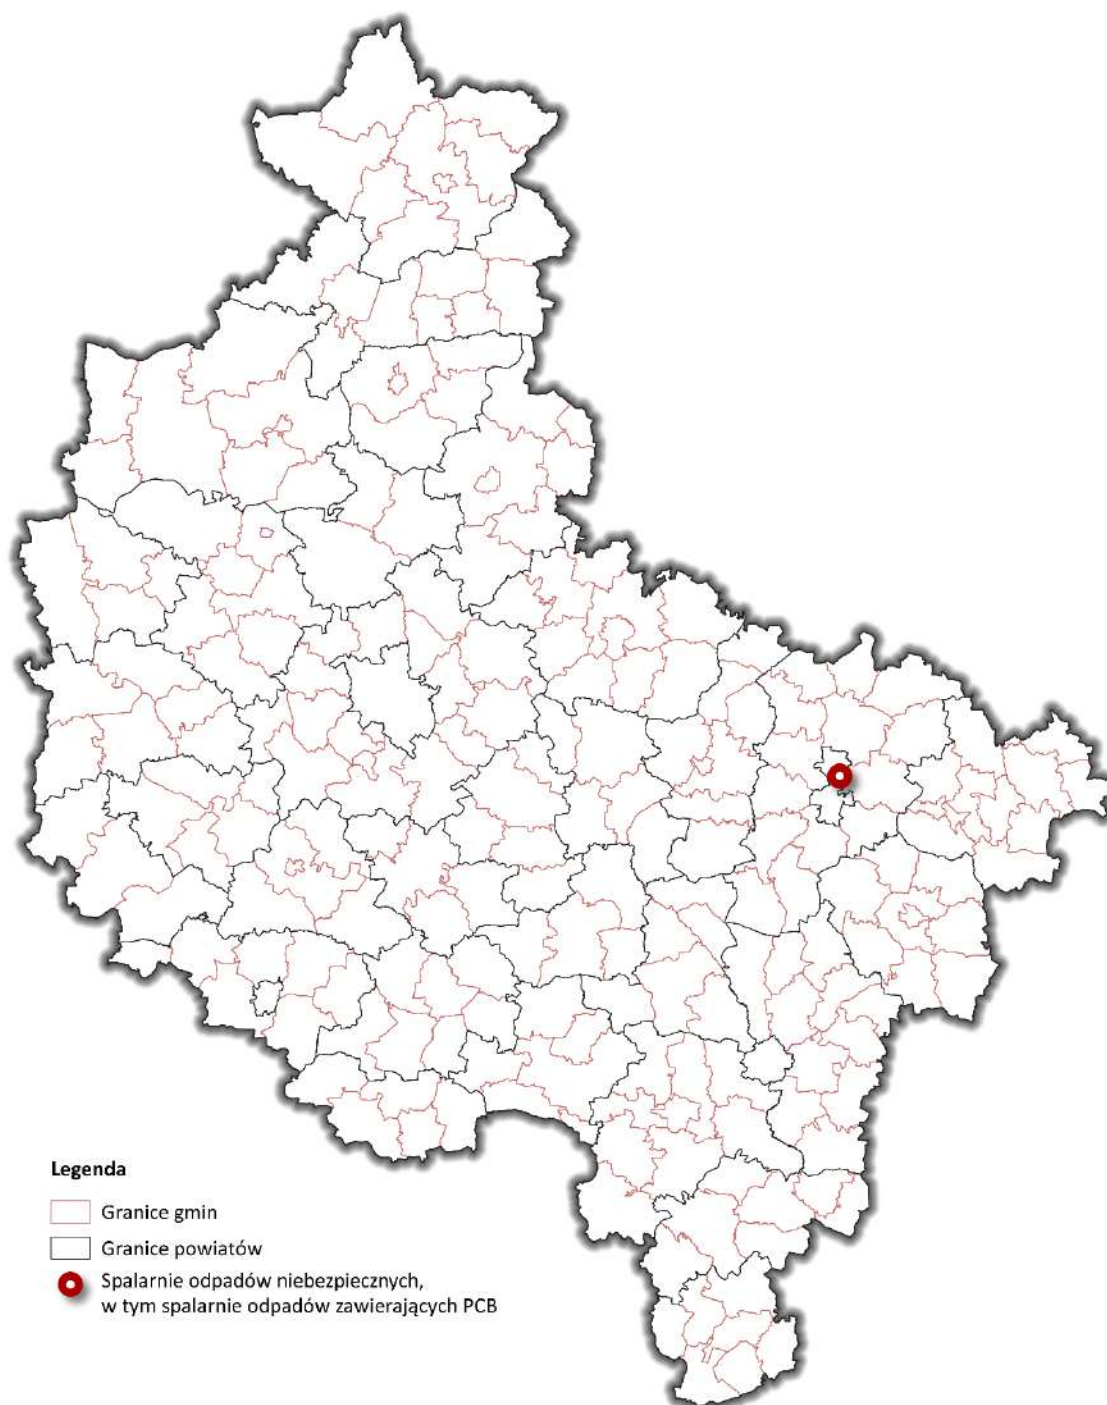 Legenda
Granice gmin
Granice powiatów
Spalarnie odpadów niebezpiecznych,
w tym spalarnie odpadów zawierających PCB